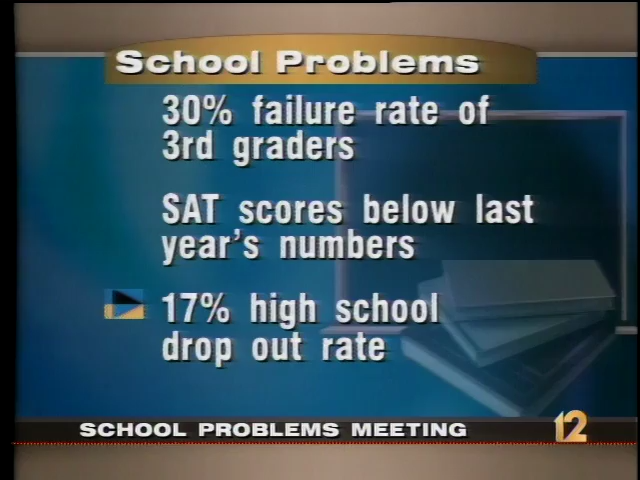 School Problems
30% failure rate of
3rd graders
SAT scores below last
year's numbers
17% high school
drop out rate
SCHOOL PROBLEMS MEETING
12